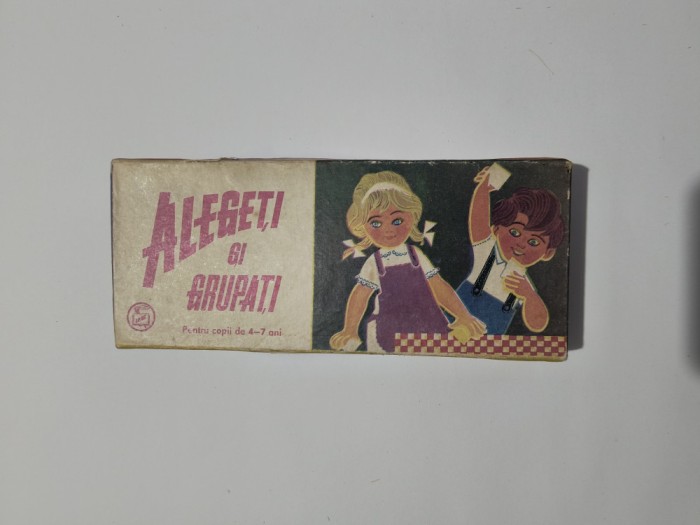 ALEGEȚI
ȘI
GRUPAȚI
Pentru copii de 4–7 ani